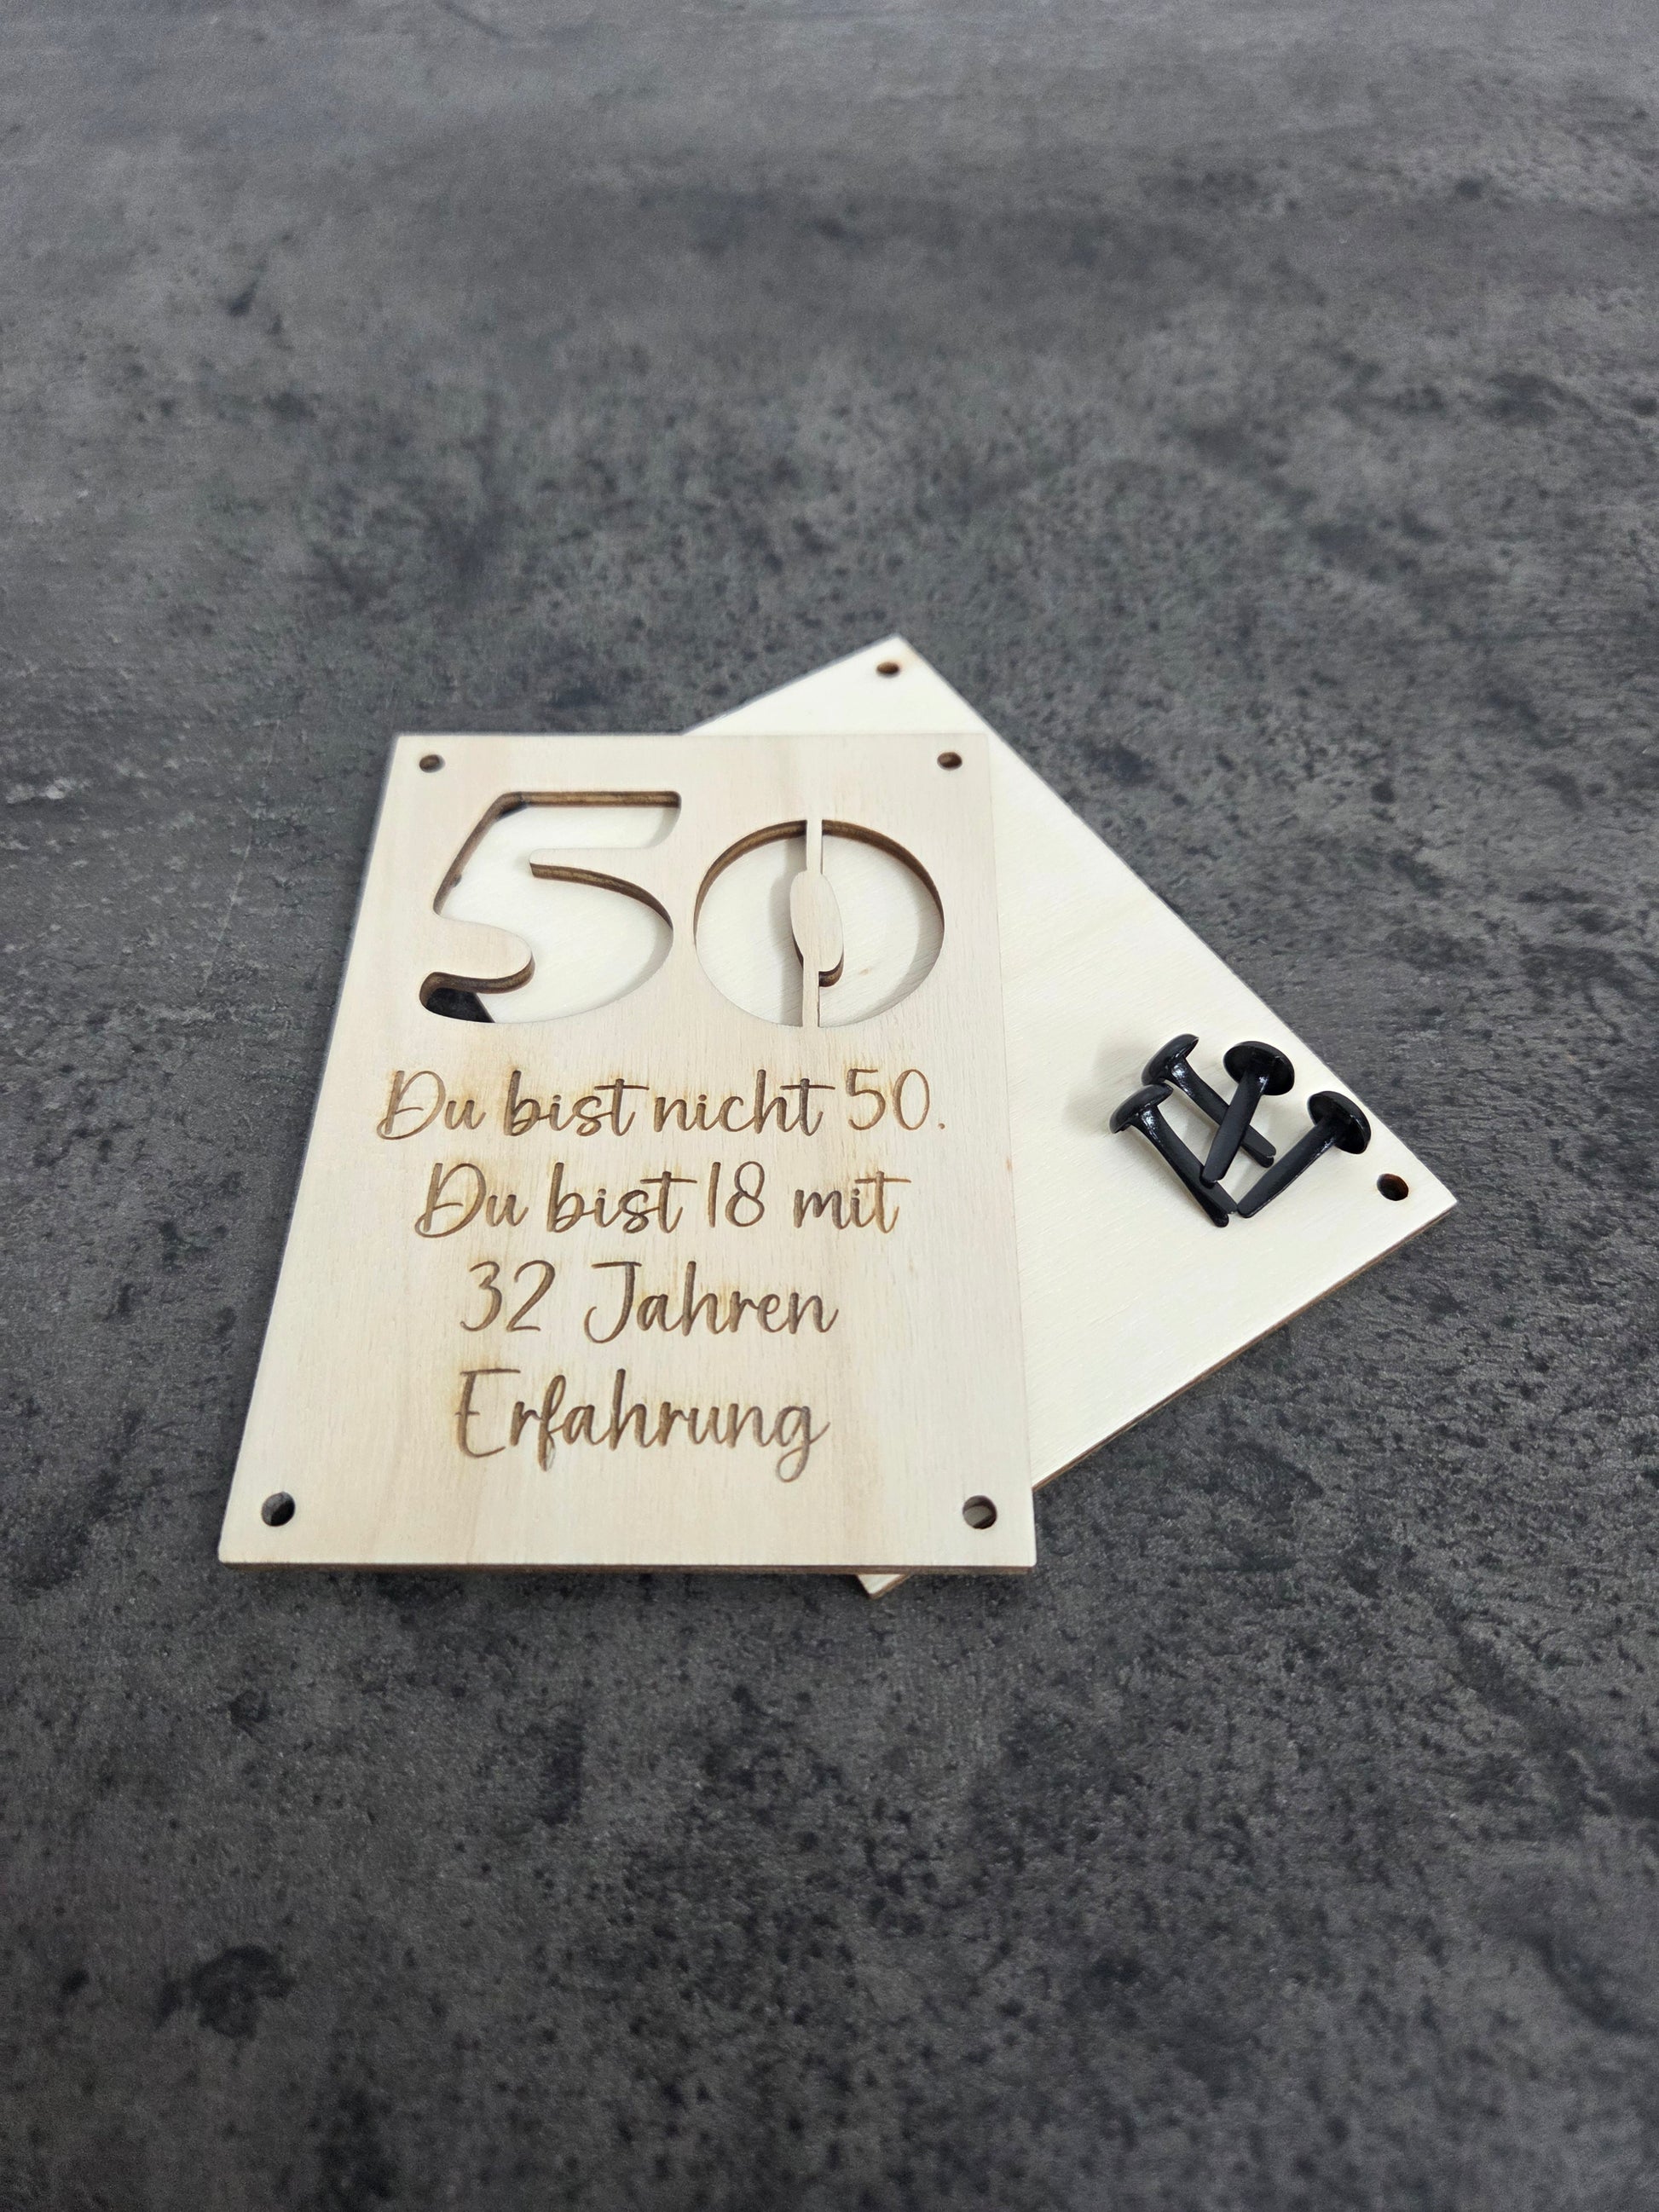 50
Du bist nicht 50.
Du bist 18 mit
32 Jahren
Erfahrung